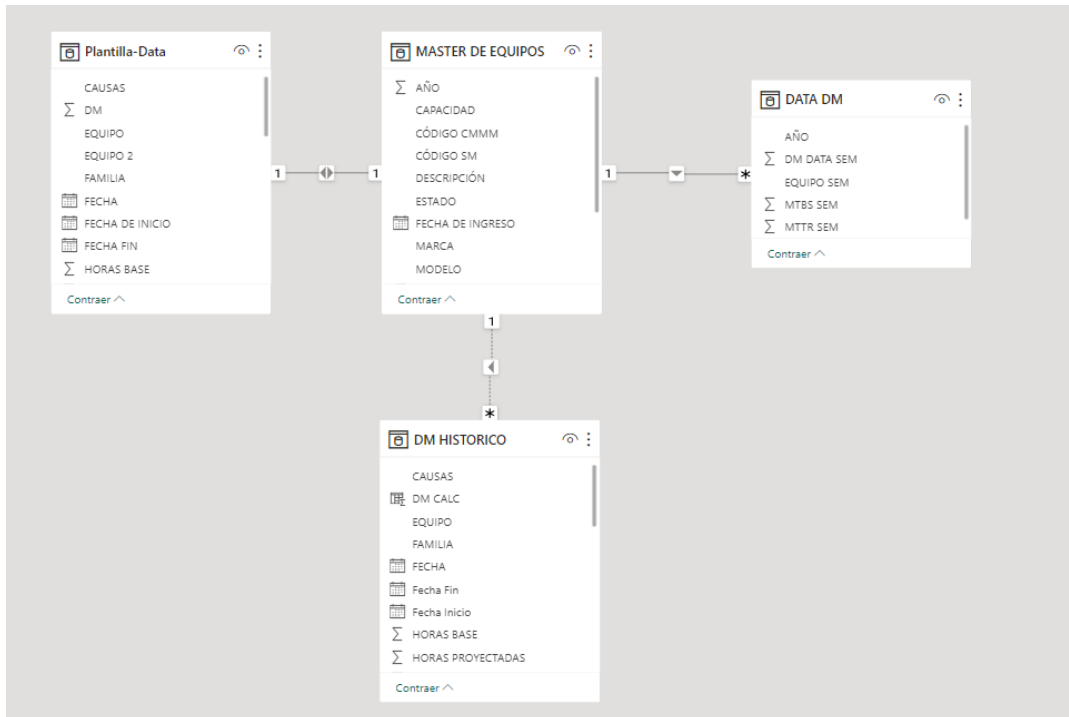 Plantilla-Data
CAUSAS
DM
EQUIPO
EQUIPO 2
FAMILIA
FECHA
FECHA DE INICIO
FECHA FIN
HORAS BASE
Contraer
1
1
MASTER DE EQUIPOS
AÑO
CAPACIDAD
CÓDIGO CMMM
CÓDIGO SM
DESCRIPCIÓN
ESTADO
FECHA DE INGRESO
MARCA
MODELO
Contraer
1
*
DATA DM
AÑO
DM DATA SEM
EQUIPO SEM
MTBS SEM
MTTR SEM
Contraer
1
*
DM HISTORICO
CAUSAS
DM CALC
EQUIPO
FAMILIA
FECHA
Fecha Fin
Fecha Inicio
HORAS BASE
HORAS PROYECTADAS
Contraer